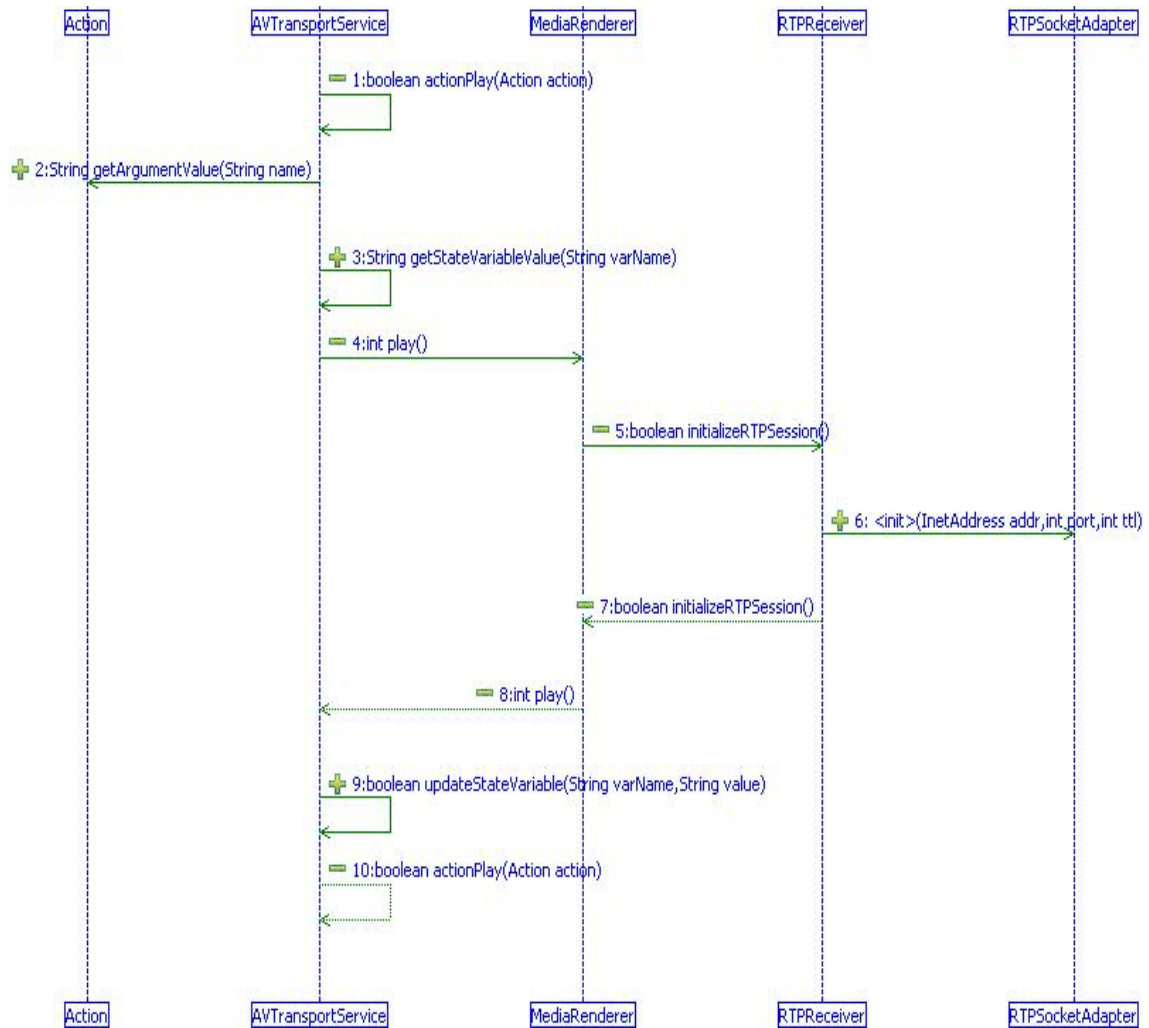 Action
AVTransportService
MediaRenderer
RTPReceiver
RTPSocketAdapter
1:boolean actionPlay(Action action)
2:String getArgumentValue(String name)
3:String getStateVariableValue(String varName)
4:int play()
5:boolean initializeRTPSession()
6: <init>(InetAddress addr,int port,int ttl)
7:boolean initializeRTPSession()
8:int play()
9:boolean updateStateVariable(String varName,String value)
10:boolean actionPlay(Action action)
Action
AVTransportService
MediaRenderer
RTPReceiver
RTPSocketAdapter